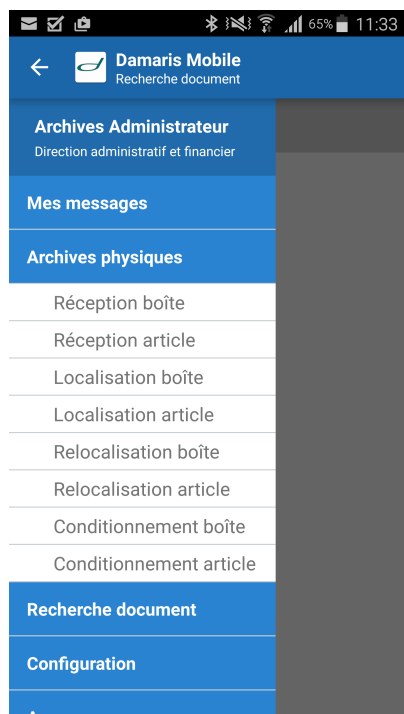 65% 11:33
Damaris Mobile
Recherche document
Archives Administrateur
Direction administratif et financier
Mes messages
Archives physiques
Réception boîte
Réception article
Localisation boîte
Localisation article
Relocalisation boîte
Relocalisation article
Conditionnement boîte
Conditionnement article
Recherche document
Configuration